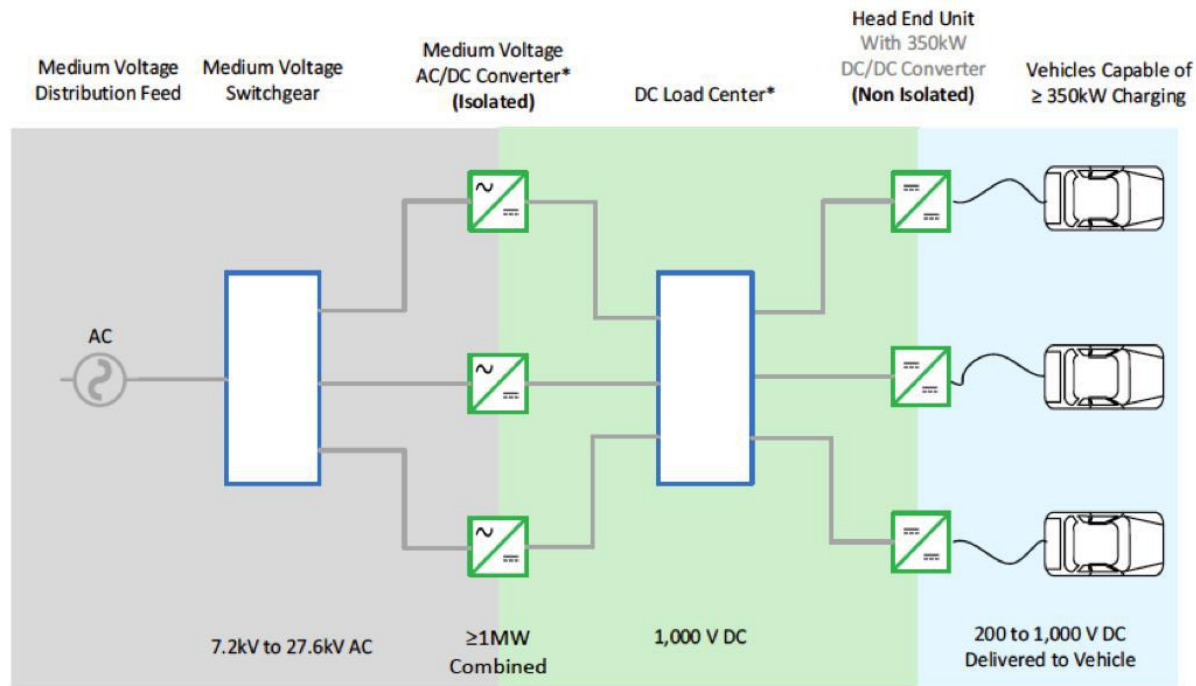 Medium Voltage
Distribution Feed
Medium Voltage
Switchgear
Medium Voltage
AC/DC Converter*
(Isolated)
DC Load Center*
Head End Unit
With 350kW
DC/DC Converter
(Non Isolated)
Vehicles Capable of
≥ 350kW Charging
AC
7.2kV to 27.6kV AC
≥1MW
Combined
1,000 V DC
200 to 1,000 V DC
Delivered to Vehicle